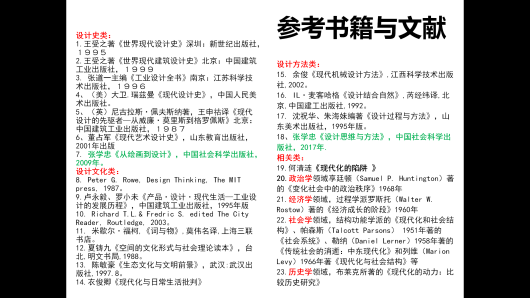 参考书籍与文献
设计史类:
1.王受之著《世界现代设计史》深圳:新世纪出版社,
1995
2.王受之著《世界现代建筑设计史》北京:中国建筑
工业出版社,1999
3. 张道一主编《工业设计全书》南京:江苏科学技
术出版社,1996
4. (美)大卫.瑞兹曼《现代设计史》,中国人民美
术出版社。
5. (英)尼古拉斯·佩夫斯纳著,王申祜译《现代
设计的先驱者—从威廉·莫里斯到格罗佩斯》北京:
中国建筑工业出版社,1987
6. 董占军《现代艺术设计史》,山东教育出版社,
2001年出版
7. 张学忠《从绘画到设计》,中国社会科学出版社,
2009年。
设计文化类:
8. Peter G. Rowe. Design Thinking, The MIT
press, 1987。
9.卢永毅、罗小未《产品·设计·现代生活—工业设
计的发展历程》,中国建筑工业出版社,1995年版
10. Richard T.L.& Fredric S. edited The City
Reader, Routledge, 2003。
11. 米歇尔·福柯.《词与物》.莫伟名译.上海三联
书店。
12.夏铸九《空间的文化形式与社会理论读本》,台
北.明文书局.1988。
13. 陈敏豪《生态文化与文明前景》,武汉:武汉出
版社,1997.8。
14.衣俊卿《现代化与日常生活批判》
设计方法类:
15. 余俊《现代机械设计方法》.江西科学技术出版
社.2002。
16. IL·麦客哈格《设计结合自然》.芮经纬译.北
京.中国建工出版社.1992。
17. 沈祝华、朱海妹编著《设计过程与方法》,山
东美术出版社,1995年版。
18. 张学忠《设计思维与方法》,中国社会科学出
版社,2017年.
相关类:
19.何清涟《现代化的陷阱 》
20.政治学领域亨廷顿(Samuel P. Huntington)著
的《变化社会中的政治秩序》1968年
21.经济学领域,过程学派罗斯托(Walter W.
Rostow)著的《经济成长的阶段》1960年
22.社会学领域,结构功能学派的《现代化和社会结
构》,帕森斯(Talcott Parsons) 1951年著的
《社会系统》、勒纳(Daniel Lerner)1958年著的
《传统社会的消逝:中东现代化》和列维(Marion
Levy)1966年著《现代化与社会结构》等
23.历史学领域,布莱克所著的《现代化的动力:比
较历史研究》